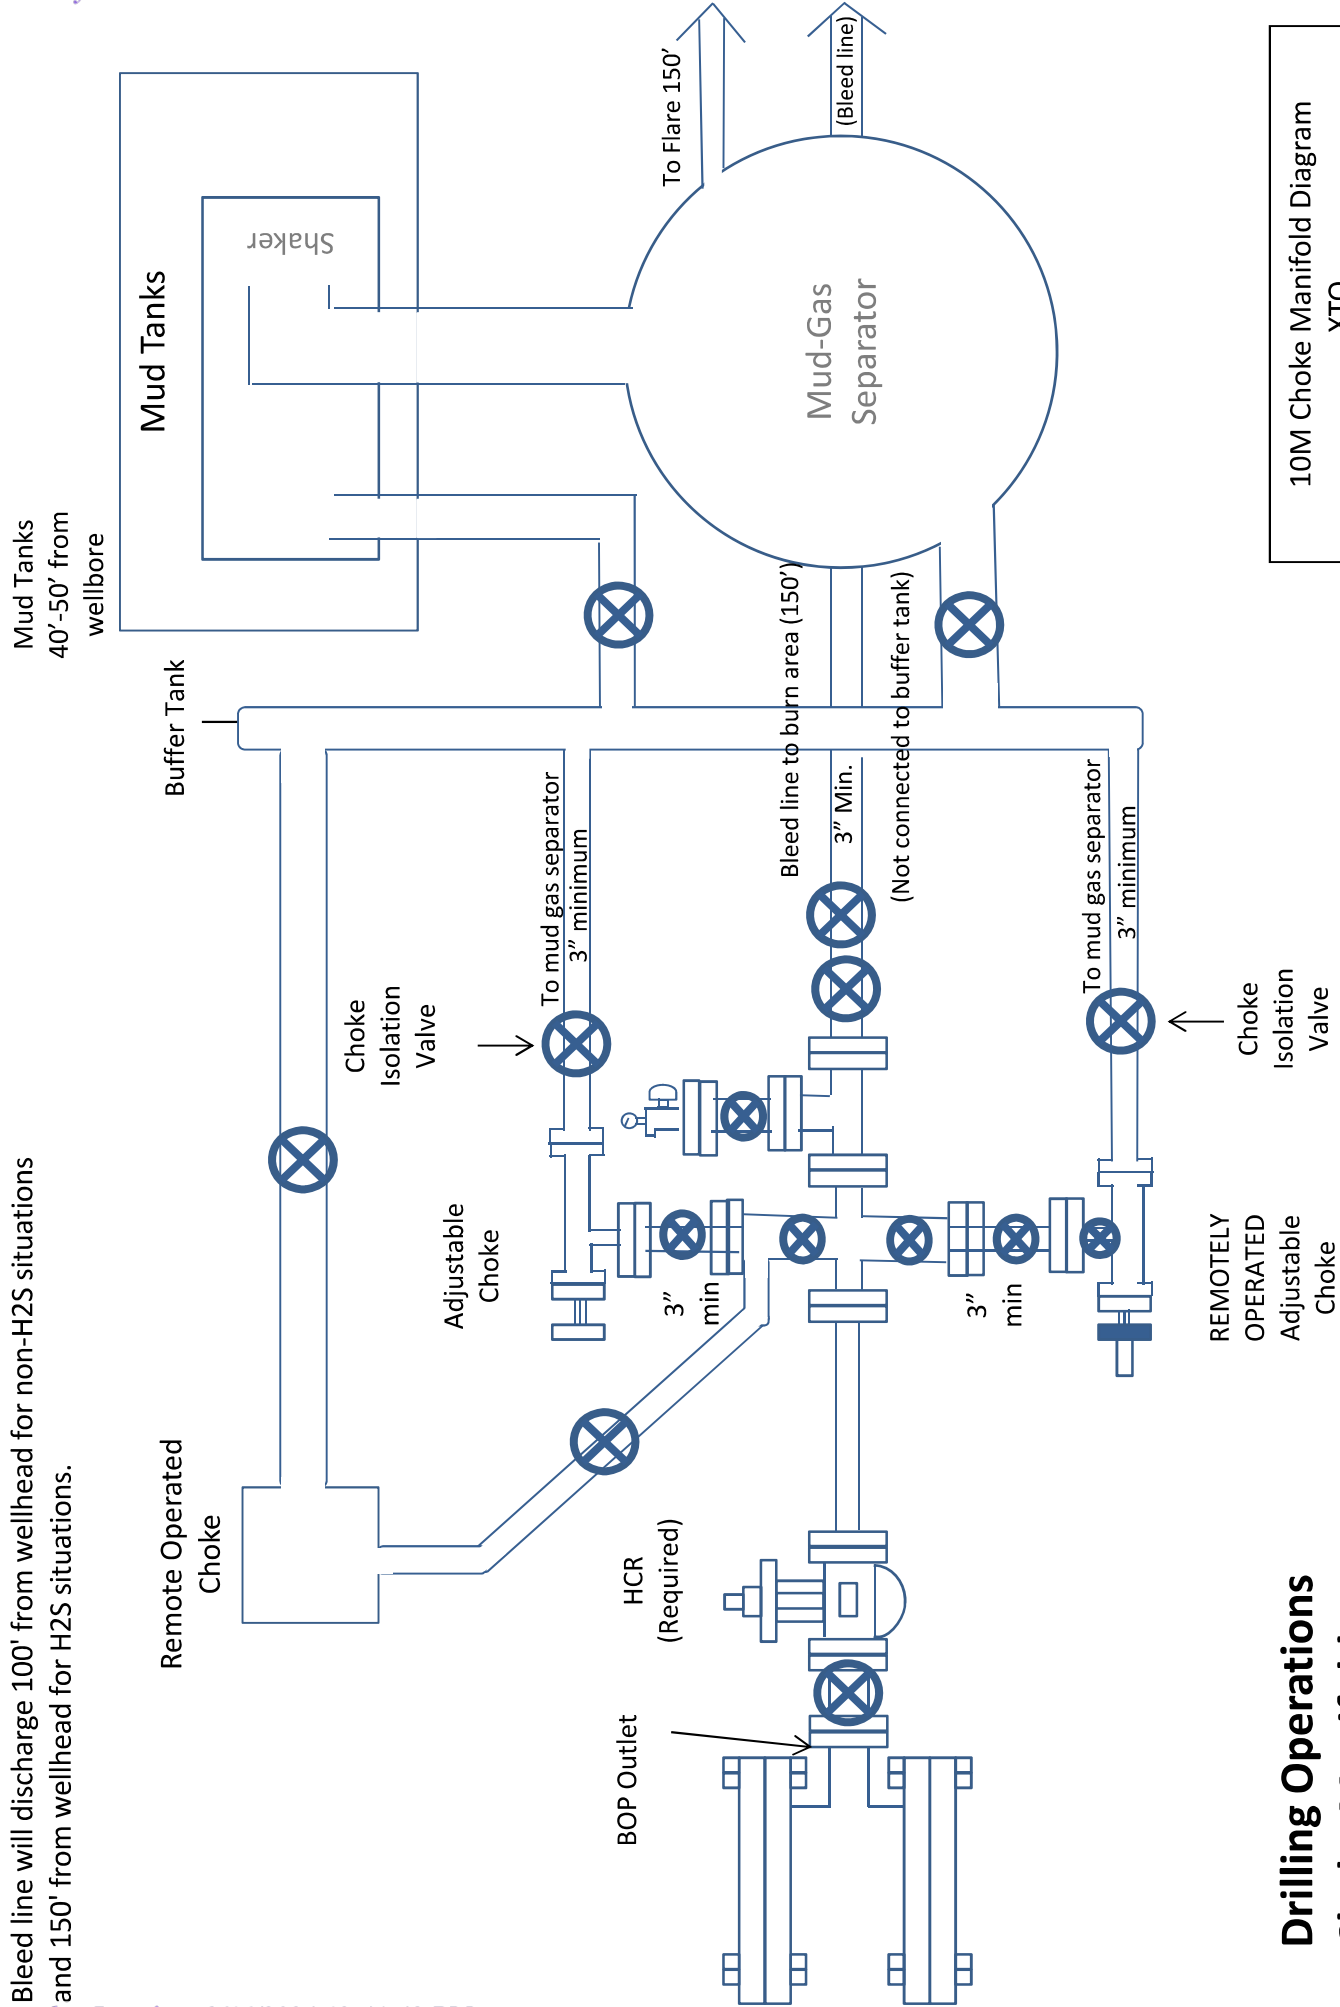 Bleed line will discharge 100' from wellhead for non-H2S situations
and 150' from wellhead for H2S situations.
Mud Tanks
40’-50’ from
wellbore
Mud Tanks
Shaker
Buffer Tank
Remote Operated
Choke
Choke
Isolation
Valve
Adjustable
Choke
To mud gas separator
3” minimum
To Flare 150’
(Bleed line)
Mud-Gas
Separator
Bleed line to burn area (150’)
3” Min.
(Not connected to buffer tank)
3”
min
3”
min
HCR
(Required)
BOP Outlet
To mud gas separator
3” minimum
Choke
Isolation
Valve
REMOTELY
OPERATED
Adjustable
Choke
10M Choke Manifold Diagram
XTO
Drilling Operations